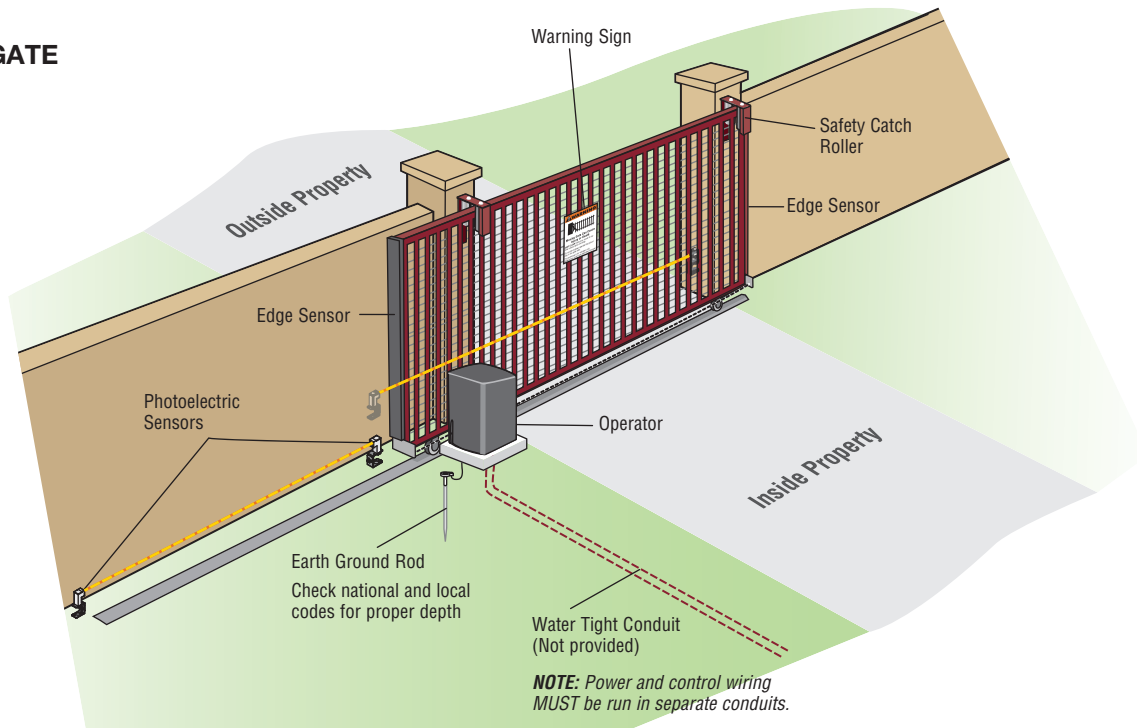 GATE
Warning Sign
Safety Catch
Roller
Outside Property
WARNING
Edge Sensor
Edge Sensor
Photoelectric
Sensors
Operator
Inside Property
Earth Ground Rod
Check national and local
codes for proper depth
Water Tight Conduit
(Not provided)
NOTE: Power and control wiring
MUST be run in separate conduits.